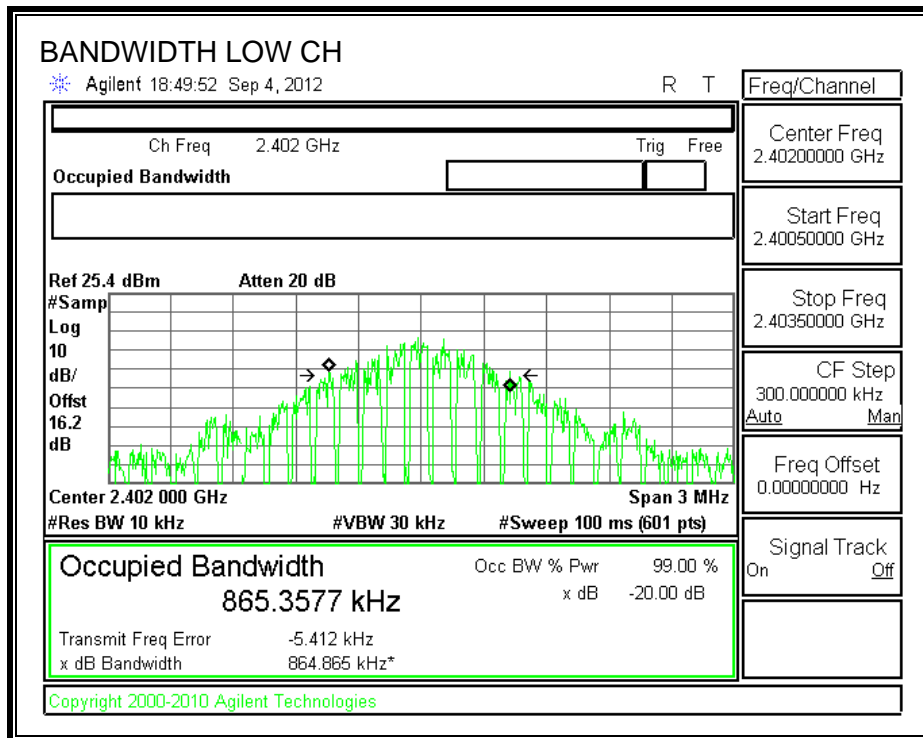 BANDWIDTH LOW CH
Agilent 18:49:52 Sep 4, 2012 R T
Freq/Channel
Ch Freq 2.402 GHz Trig Free
Occupied Bandwidth
Center Freq
2.40200000 GHz
Start Freq
2.40050000 GHz
Stop Freq
2.40350000 GHz
CF Step
300.000000 kHz
Auto Man
Freq Offset
0.00000000 Hz
Signal Track
On Off
Ref 25.4 dBm Atten 20 dB
#Samp
Log
10
dB/
Offst
16.2
dB
Center 2.402 000 GHz Span 3 MHz
#Res BW 10 kHz #VBW 30 kHz #Sweep 100 ms (601 pts)
Occupied Bandwidth Occ BW % Pwr 99.00 %
865.3577 kHz x dB -20.00 dB
Transmit Freq Error -5.412 kHz
x dB Bandwidth 864.865 kHz*
Copyright 2000-2010 Agilent Technologies